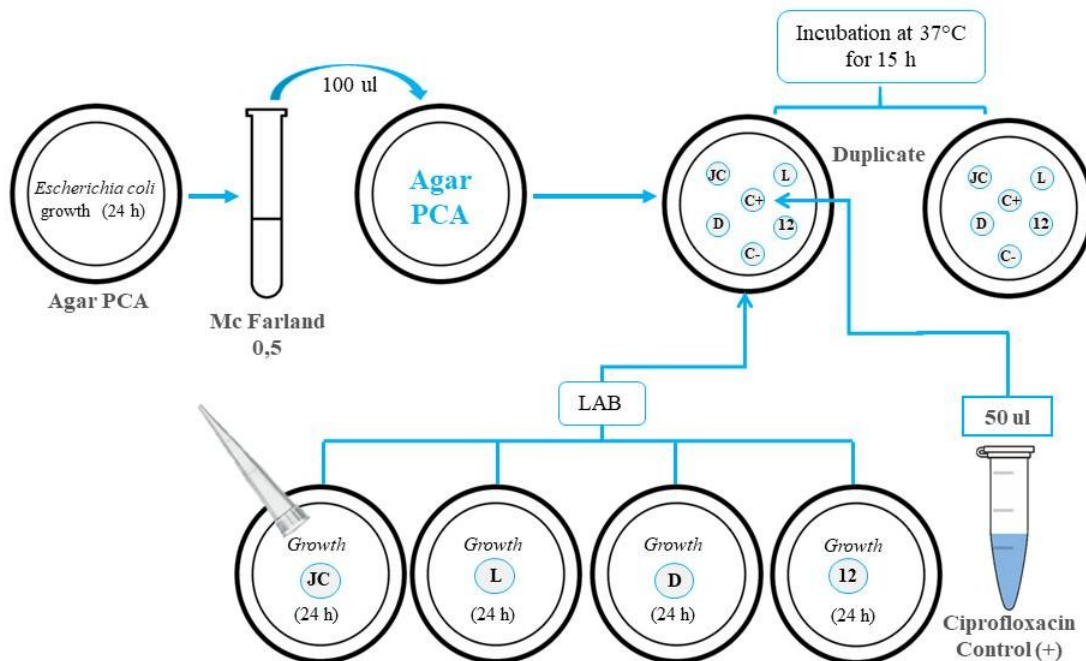 Incubation at 37°C
for 15 h
100 ul
Escherichia coli
growth (24 h)
Agar
PCA
Duplicate
JC
L
C+
D
12
C-
JC
L
C+
D
12
C-
Agar PCA
Mc Farland
0,5
LAB
50 ul
Growth
JC
(24 h)
Growth
L
(24 h)
Growth
D
(24 h)
Growth
12
(24 h)
Ciprofloxacin
Control (+)